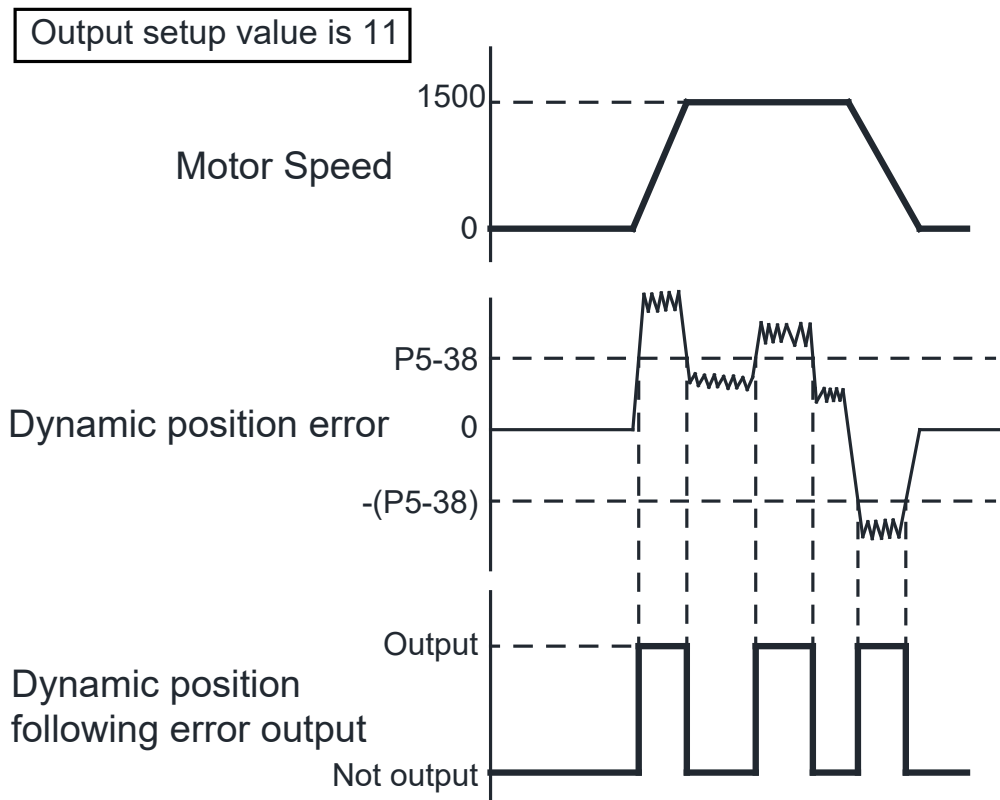 Output setup value is 11
1500
Motor Speed
0
P5-38
Dynamic position error
0
-(P5-38)
Output
Dynamic position
following error output
Not output